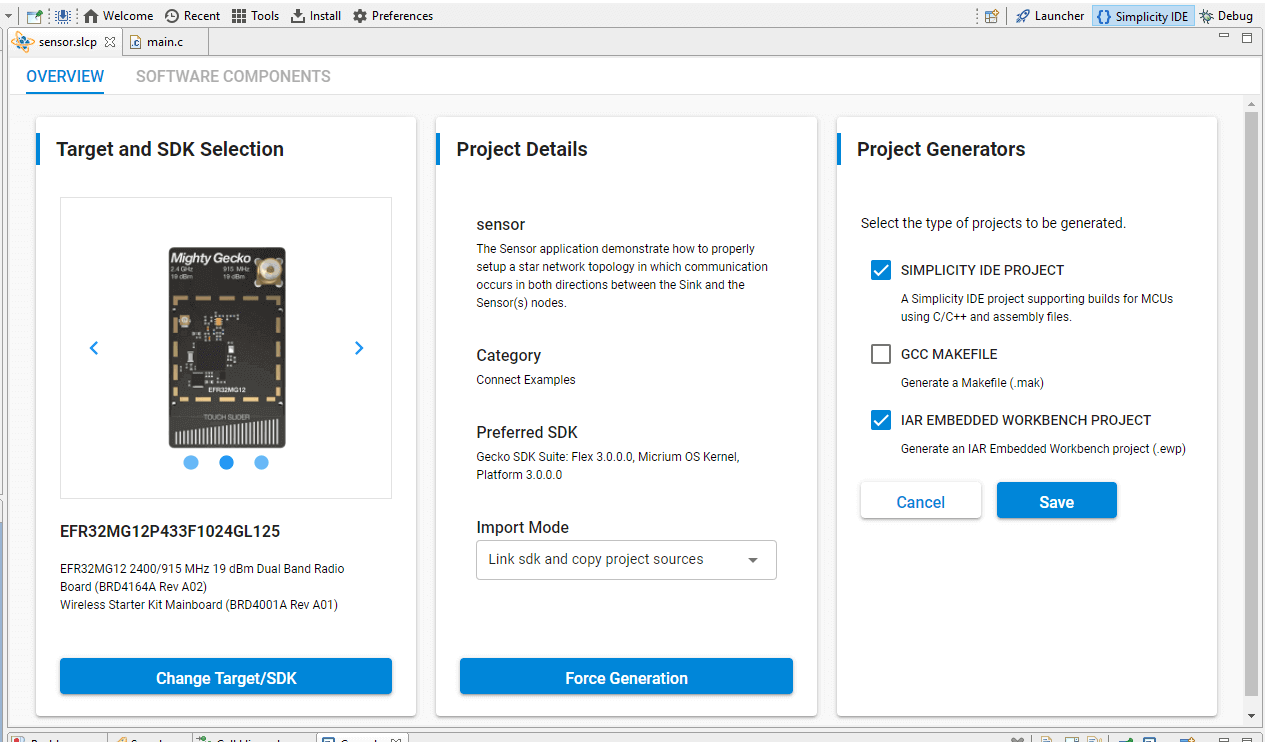 Welcome Recent Tools Install Preferences Launcher Simplicity IDE Debug
sensor.slcp main.c
OVERVIEW SOFTWARE COMPONENTS
Target and SDK Selection
Mighty Gecko
2.4 GHz 915 MHz
19 dBm 19 dBm
EFR32MG12
TOUCH SLIDER
EFR32MG12P433F1024GL125
EFR32MG12 2400/915 MHz 19 dBm Dual Band Radio
Board (BRD4164A Rev A02)
Wireless Starter Kit Mainboard (BRD4001A Rev A01)
Change Target/SDK
Project Details
sensor
The Sensor application demonstrate how to properly
setup a star network topology in which communication
occurs in both directions between the Sink and the
Sensor(s) nodes.
Category
Connect Examples
Preferred SDK
Gecko SDK Suite: Flex 3.0.0.0, Micrium OS Kernel,
Platform 3.0.0.0
Import Mode
Link sdk and copy project sources
Force Generation
Project Generators
Select the type of projects to be generated.
SIMPLICITY IDE PROJECT
A Simplicity IDE project supporting builds for MCUs
using C/C++ and assembly files.
GCC MAKEFILE
Generate a Makefile (.mak)
IAR EMBEDDED WORKBENCH PROJECT
Generate an IAR Embedded Workbench project (.ewp)
Cancel Save